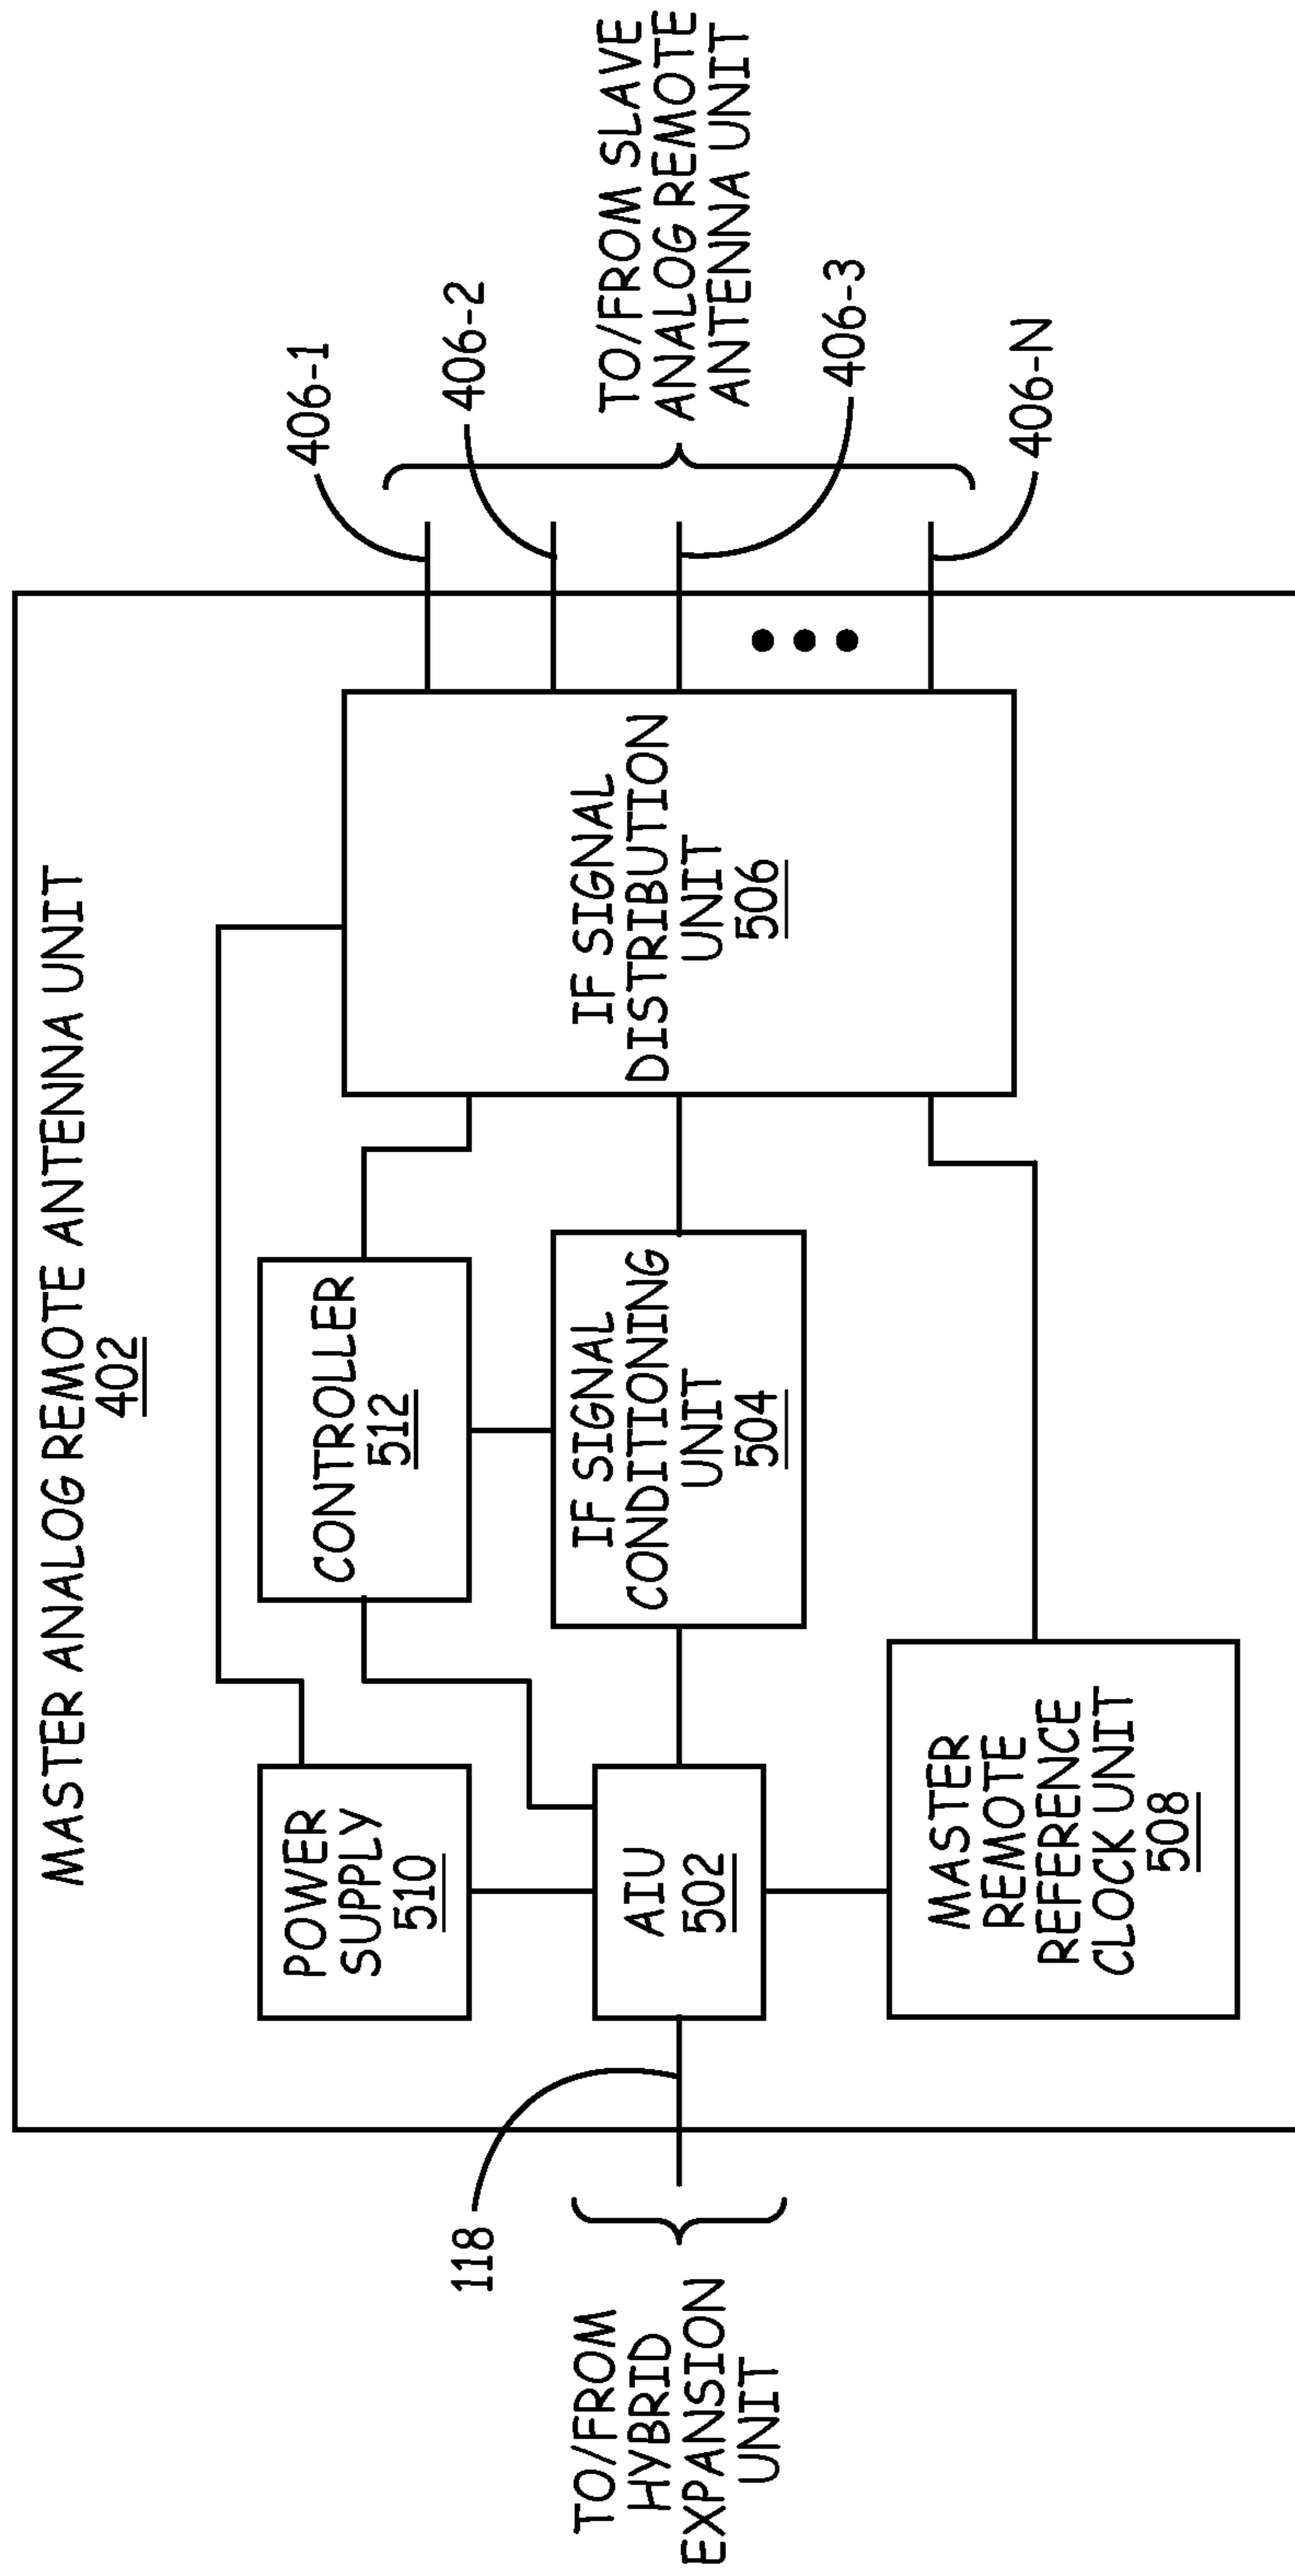 MASTER ANALOG REMOTE ANTENNA UNIT
402
POWER
SUPPLY
510
CONTROLLER
512
AIU
502
IF SIGNAL
CONDITIONING
UNIT
504
IF SIGNAL
DISTRIBUTION
UNIT
506
MASTER
REMOTE
REFERENCE
CLOCK UNIT
508
118
TO/FROM
HYBRID
EXPANSION
UNIT
406-1
406-2
TO/FROM SLAVE
ANALOG REMOTE
ANTENNA UNIT
406-3
406-N